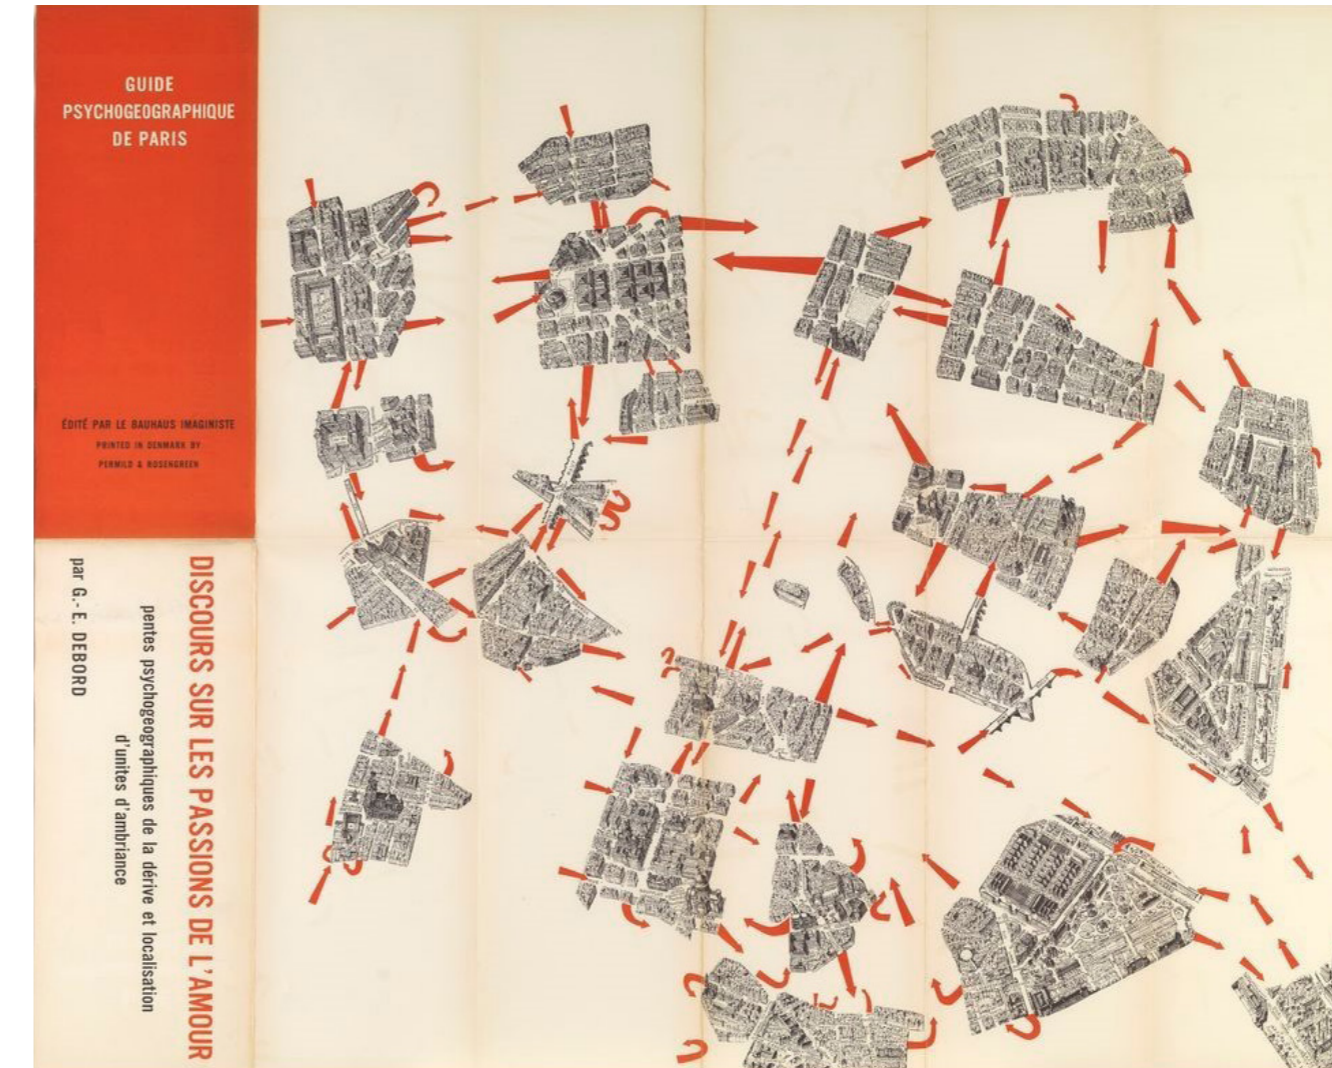 GUIDE
PSYCHOGEOGRAPHIQUE
DE PARIS
ÉDITÉ PAR LE BAUHAUS IMAGINISTE
PRINTED IN DENMARK BY
PERMILD & ROSENGREEN
DISCOURS SUR LES PASSIONS DE L'AMOUR
pentes psychogeographiques de la dérive et localisation
d'unites d'ambriance
par G.-E. DEBORD